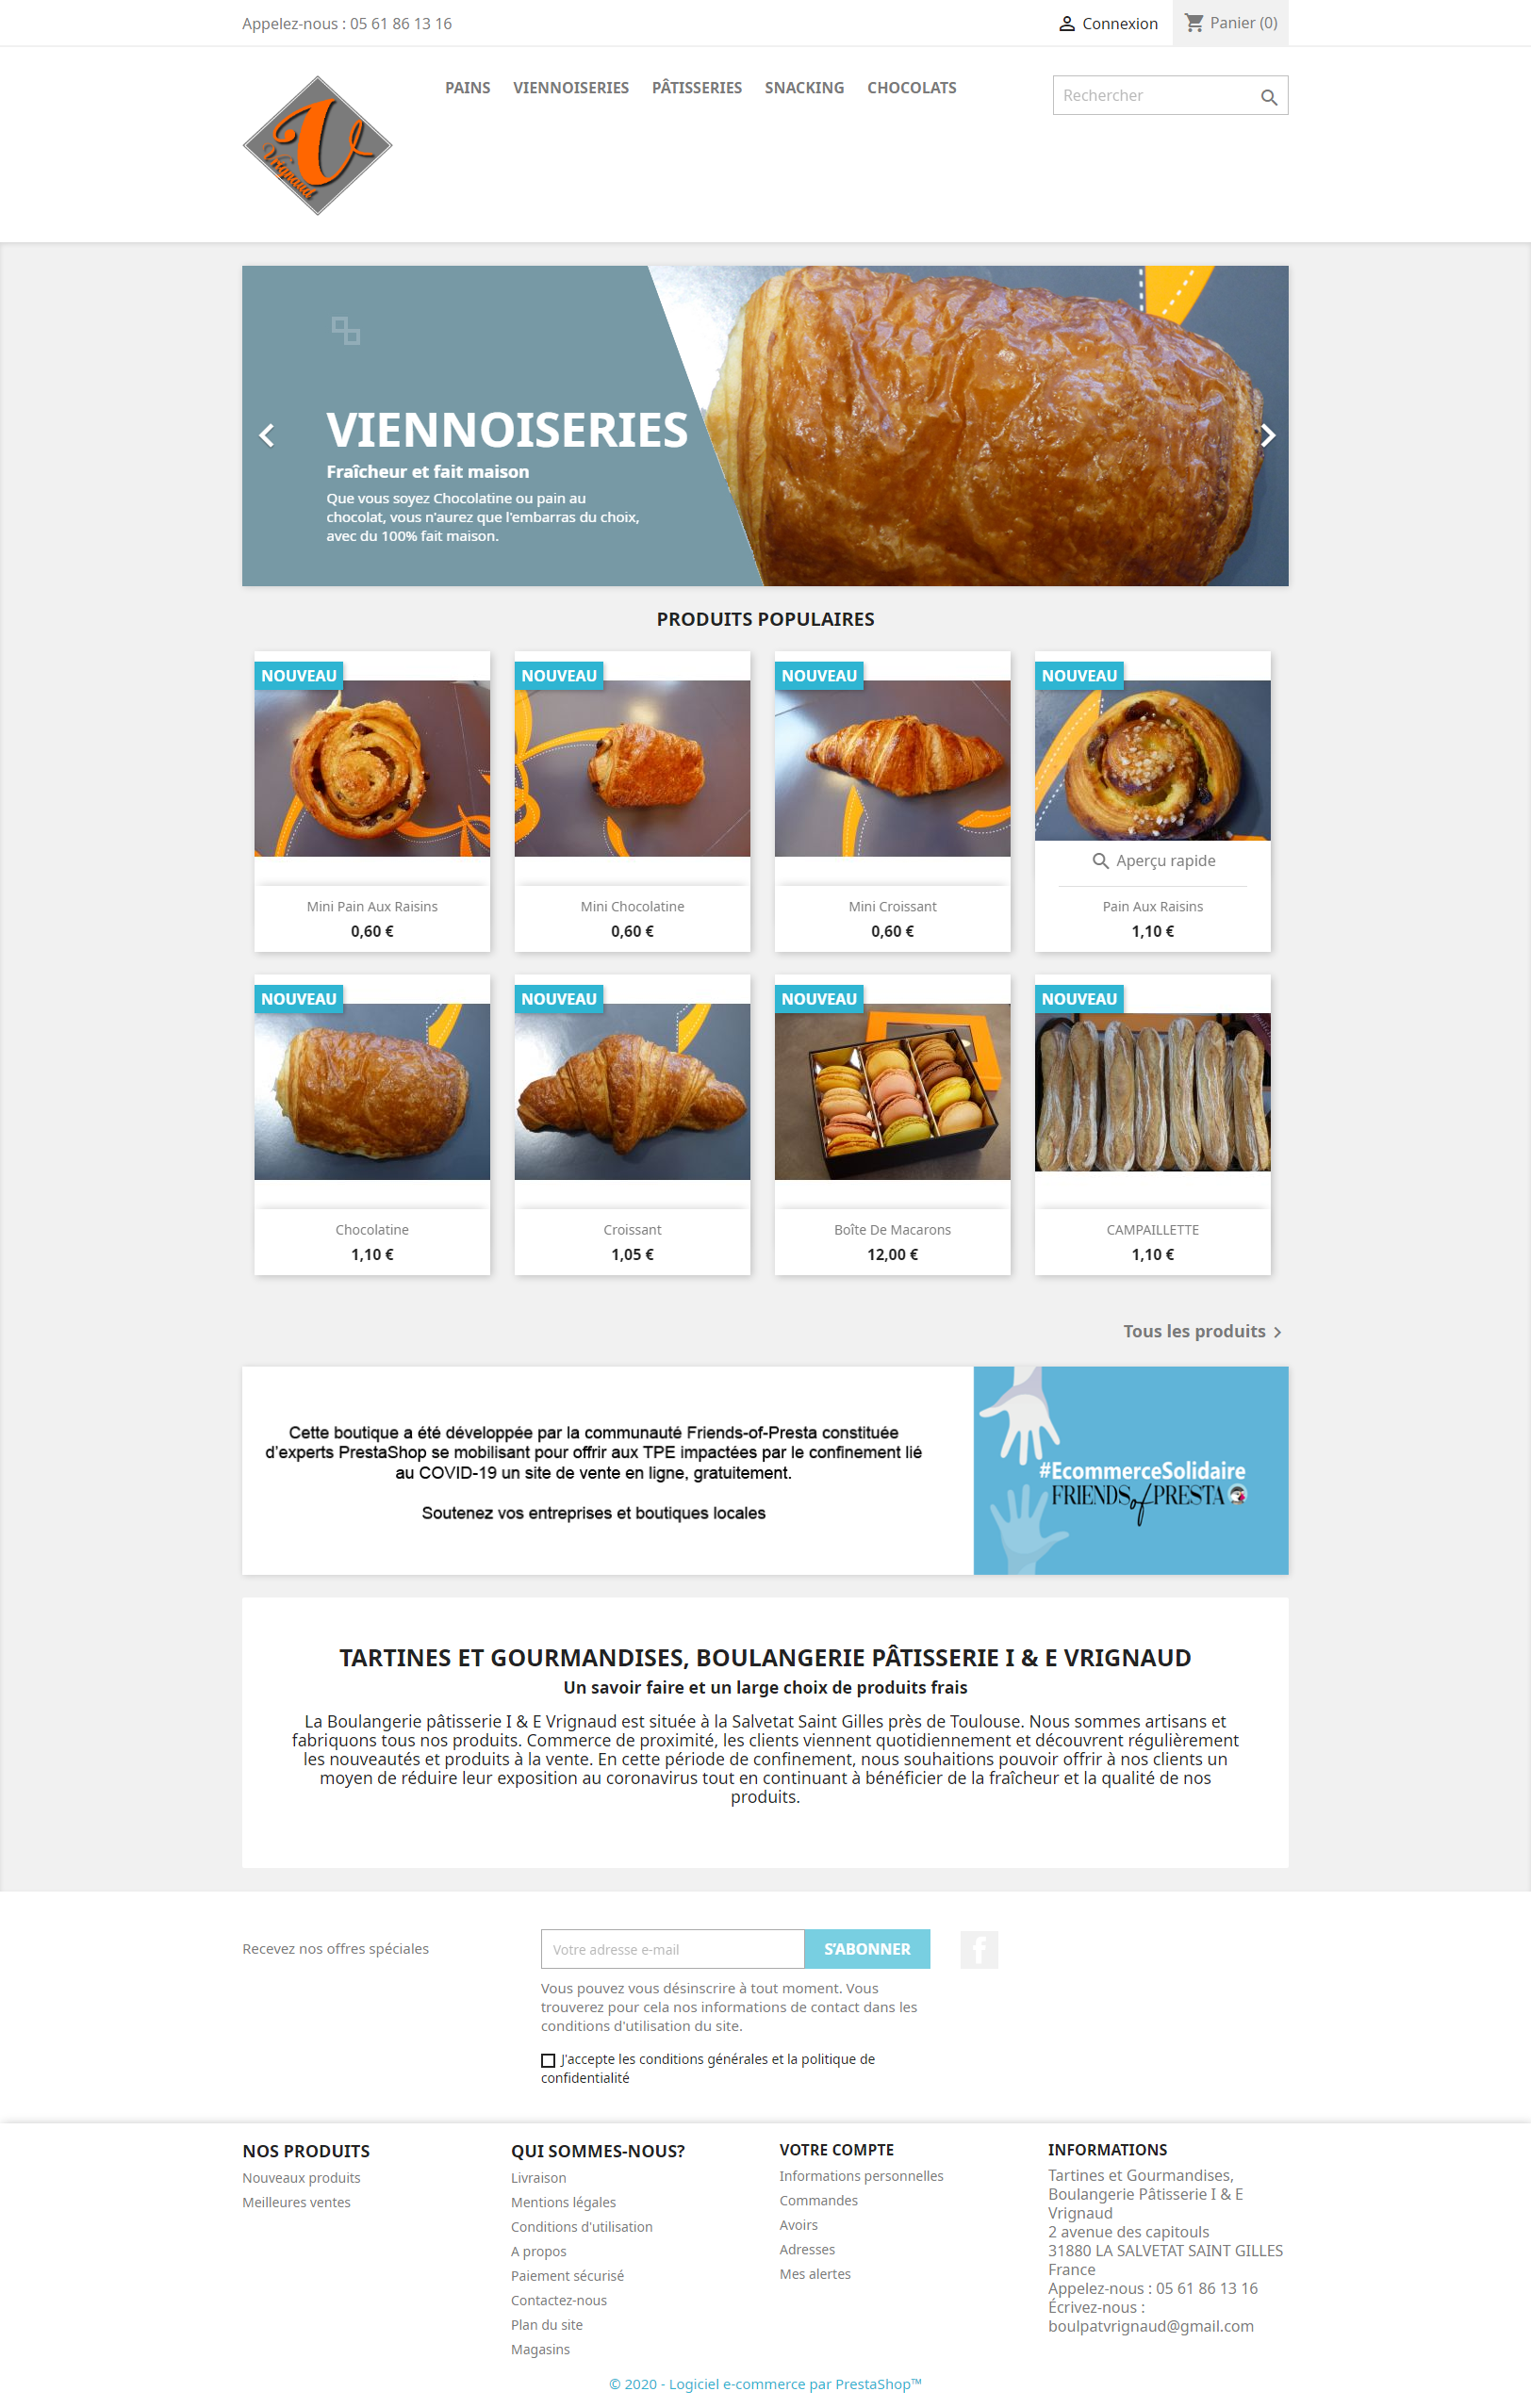 Appelez-nous : 05 61 86 13 16
Connexion
Panier (0)
V
Vrignaud
PAINS
VIENNOISERIES
PÂTISSERIES
SNACKING
CHOCOLATS
Rechercher
VIENNOISERIES
Fraîcheur et fait maison
Que vous soyez Chocolatine ou pain au
chocolat, vous n'aurez que l'embarras du choix,
avec du 100% fait maison.
PRODUITS POPULAIRES
NOUVEAU
Mini Pain Aux Raisins
0,60 €
NOUVEAU
Mini Chocolatine
0,60 €
NOUVEAU
Mini Croissant
0,60 €
NOUVEAU
Aperçu rapide
Pain Aux Raisins
1,10 €
NOUVEAU
Chocolatine
1,10 €
NOUVEAU
Croissant
1,05 €
NOUVEAU
Boîte De Macarons
12,00 €
NOUVEAU
CAMPAILLETTE
1,10 €
Tous les produits
Cette boutique a été développée par la communauté Friends-of-Presta constituée
d'experts PrestaShop se mobilisant pour offrir aux TPE impactées par le confinement lié
au COVID-19 un site de vente en ligne, gratuitement.
Soutenez vos entreprises et boutiques locales
#EcommerceSolidaire
FRIENDS of PRESTA
TARTINES ET GOURMANDISES, BOULANGERIE PÂTISSERIE I & E VRIGNAUD
Un savoir faire et un large choix de produits frais
La Boulangerie pâtisserie I & E Vrignaud est située à la Salvetat Saint Gilles près de Toulouse. Nous sommes artisans et
fabriquons tous nos produits. Commerce de proximité, les clients viennent quotidiennement et découvrent régulièrement
les nouveautés et produits à la vente. En cette période de confinement, nous souhaitions pouvoir offrir à nos clients un
moyen de réduire leur exposition au coronavirus tout en continuant à bénéficier de la fraîcheur et la qualité de nos
produits.
Recevez nos offres spéciales
Votre adresse e-mail
S'ABONNER
Vous pouvez vous désinscrire à tout moment. Vous
trouverez pour cela nos informations de contact dans les
conditions d'utilisation du site.
J'accepte les conditions générales et la politique de
confidentialité
NOS PRODUITS
Nouveaux produits
Meilleures ventes
QUI SOMMES-NOUS?
Livraison
Mentions légales
Conditions d'utilisation
A propos
Paiement sécurisé
Contactez-nous
Plan du site
Magasins
VOTRE COMPTE
Informations personnelles
Commandes
Avoirs
Adresses
Mes alertes
INFORMATIONS
Tartines et Gourmandises,
Boulangerie Pâtisserie I & E
Vrignaud
2 avenue des capitouls
31880 LA SALVETAT SAINT GILLES
France
Appelez-nous : 05 61 86 13 16
Écrivez-nous :
boulpatvrignaud@gmail.com
© 2020 - Logiciel e-commerce par PrestaShop™